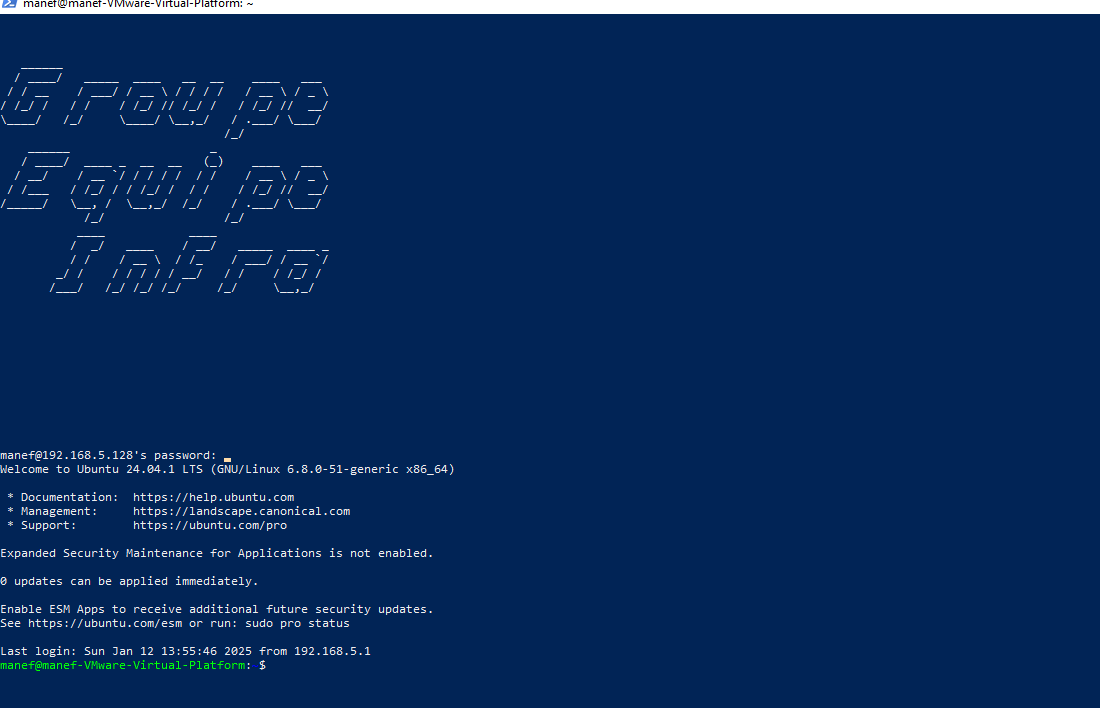 manef@manef-VMware-Virtual-Platform: ~
Groupe
Equipe
Infra
manef@192.168.5.128's password:
Welcome to Ubuntu 24.04.1 LTS (GNU/Linux 6.8.0-51-generic x86_64)
* Documentation:  https://help.ubuntu.com
* Management:     https://landscape.canonical.com
* Support:        https://ubuntu.com/pro
Expanded Security Maintenance for Applications is not enabled.
0 updates can be applied immediately.
Enable ESM Apps to receive additional future security updates.
See https://ubuntu.com/esm or run: sudo pro status
Last login: Sun Jan 12 13:55:46 2025 from 192.168.5.1
manef@manef-VMware-Virtual-Platform: $